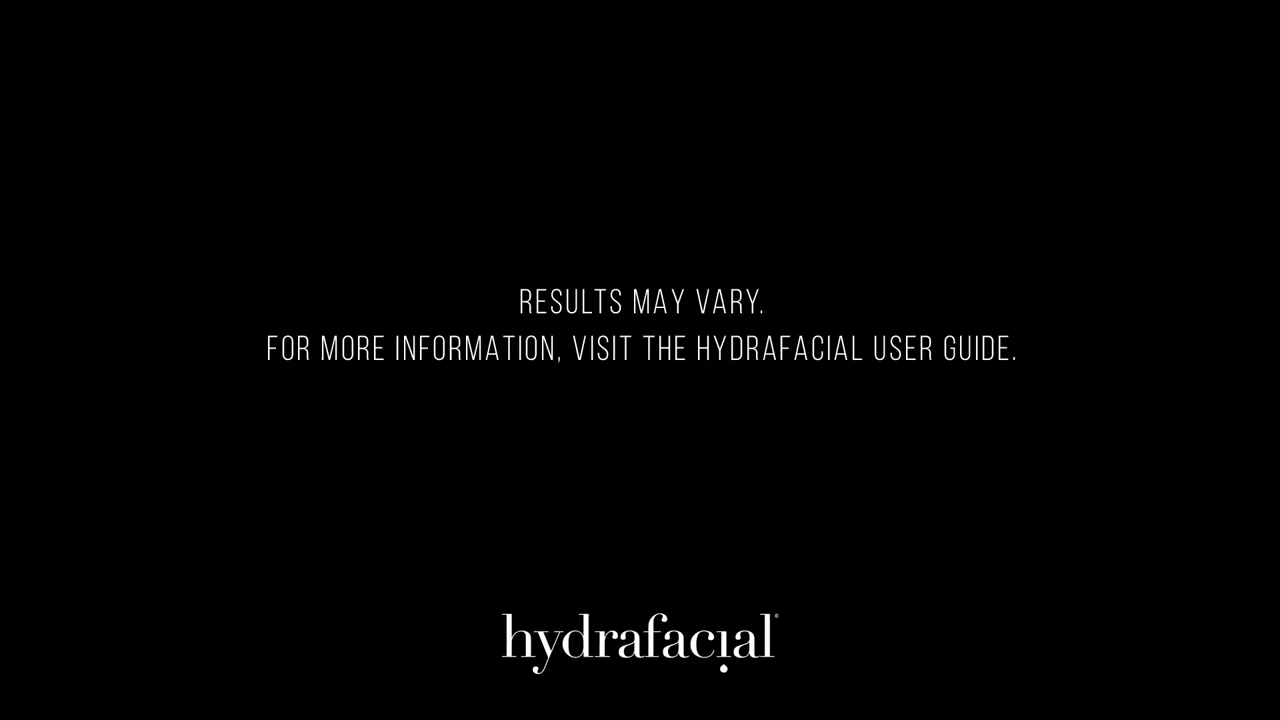 RESULTS MAY VARY.
FOR MORE INFORMATION, VISIT THE HYDRAFACIAL USER GUIDE.
hydrafacial®